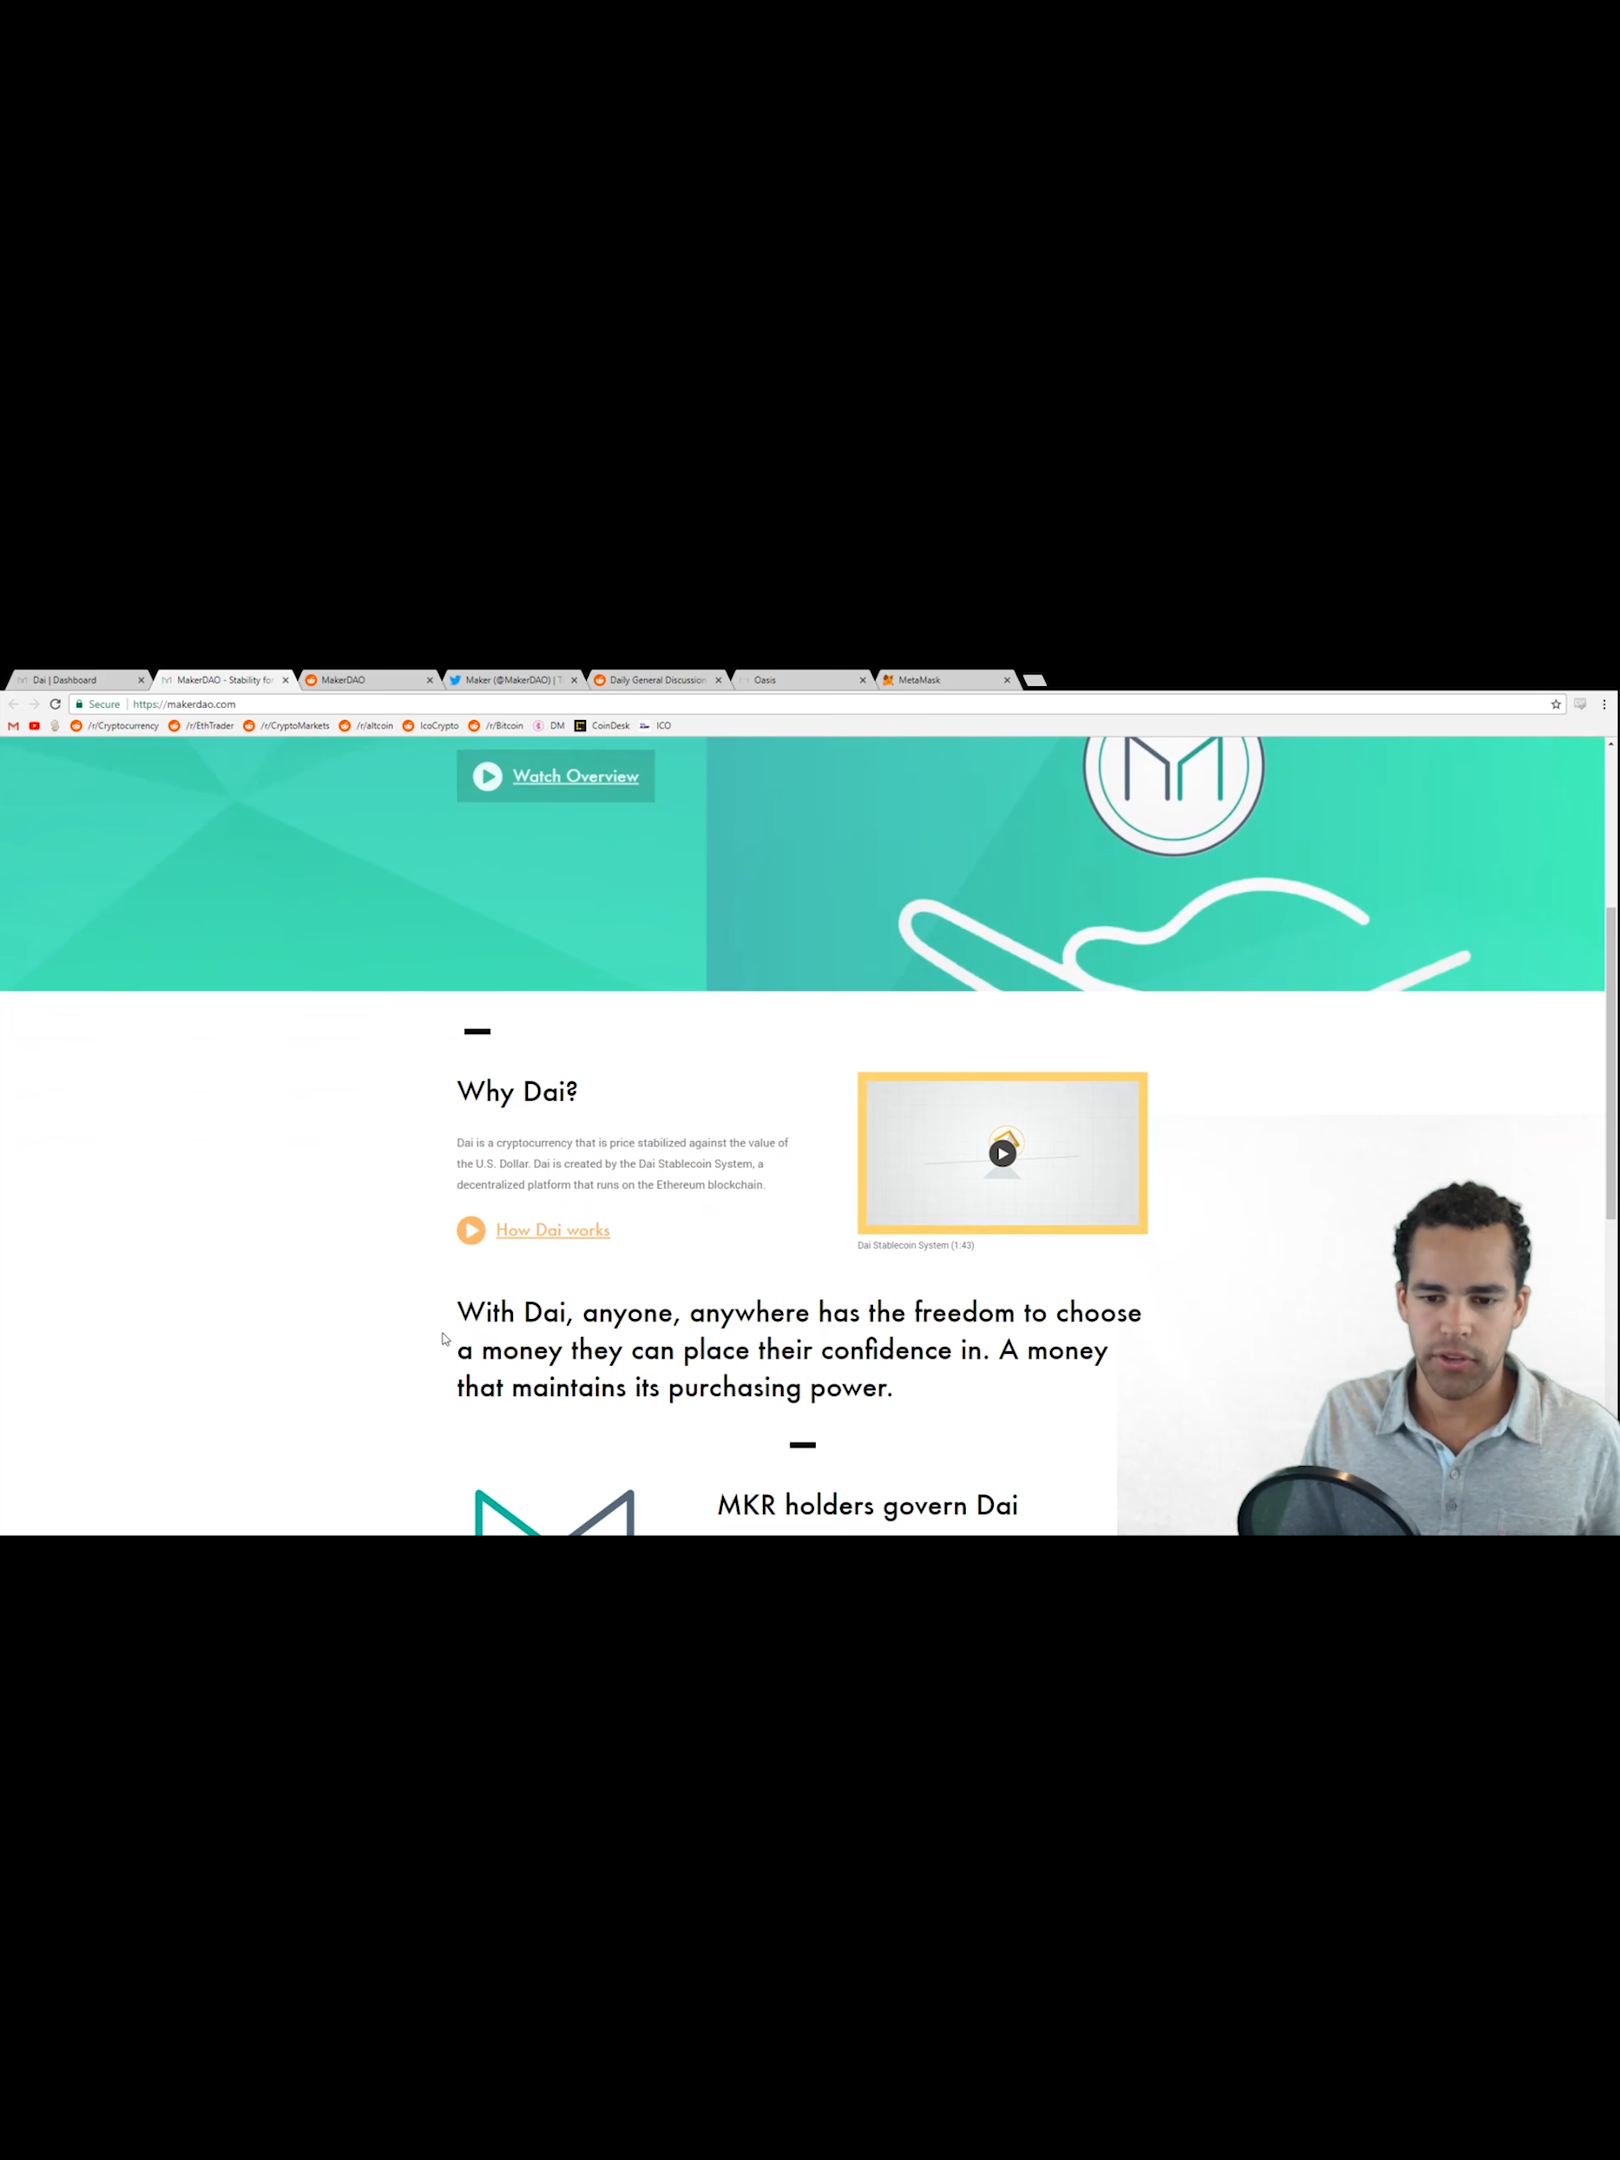 Dai | Dashboard
MakerDAO - Stability for
MakerDAO
Maker (@MakerDAO) | T
Daily General Discussion
Oasis
MetaMask
Secure
https://makerdao.com
/r/Cryptocurrency
/r/EthTrader
/r/CryptoMarkets
/r/altcoin
IcoCrypto
/r/Bitcoin
DM
CoinDesk
ICO
Watch Overview
Why Dai?
Dai is a cryptocurrency that is price stabilized against the value of
the U.S. Dollar. Dai is created by the Dai Stablecoin System, a
decentralized platform that runs on the Ethereum blockchain.
How Dai works
Dai Stablecoin System (1:43)
With Dai, anyone, anywhere has the freedom to choose
a money they can place their confidence in. A money
that maintains its purchasing power.
MKR holders govern Dai